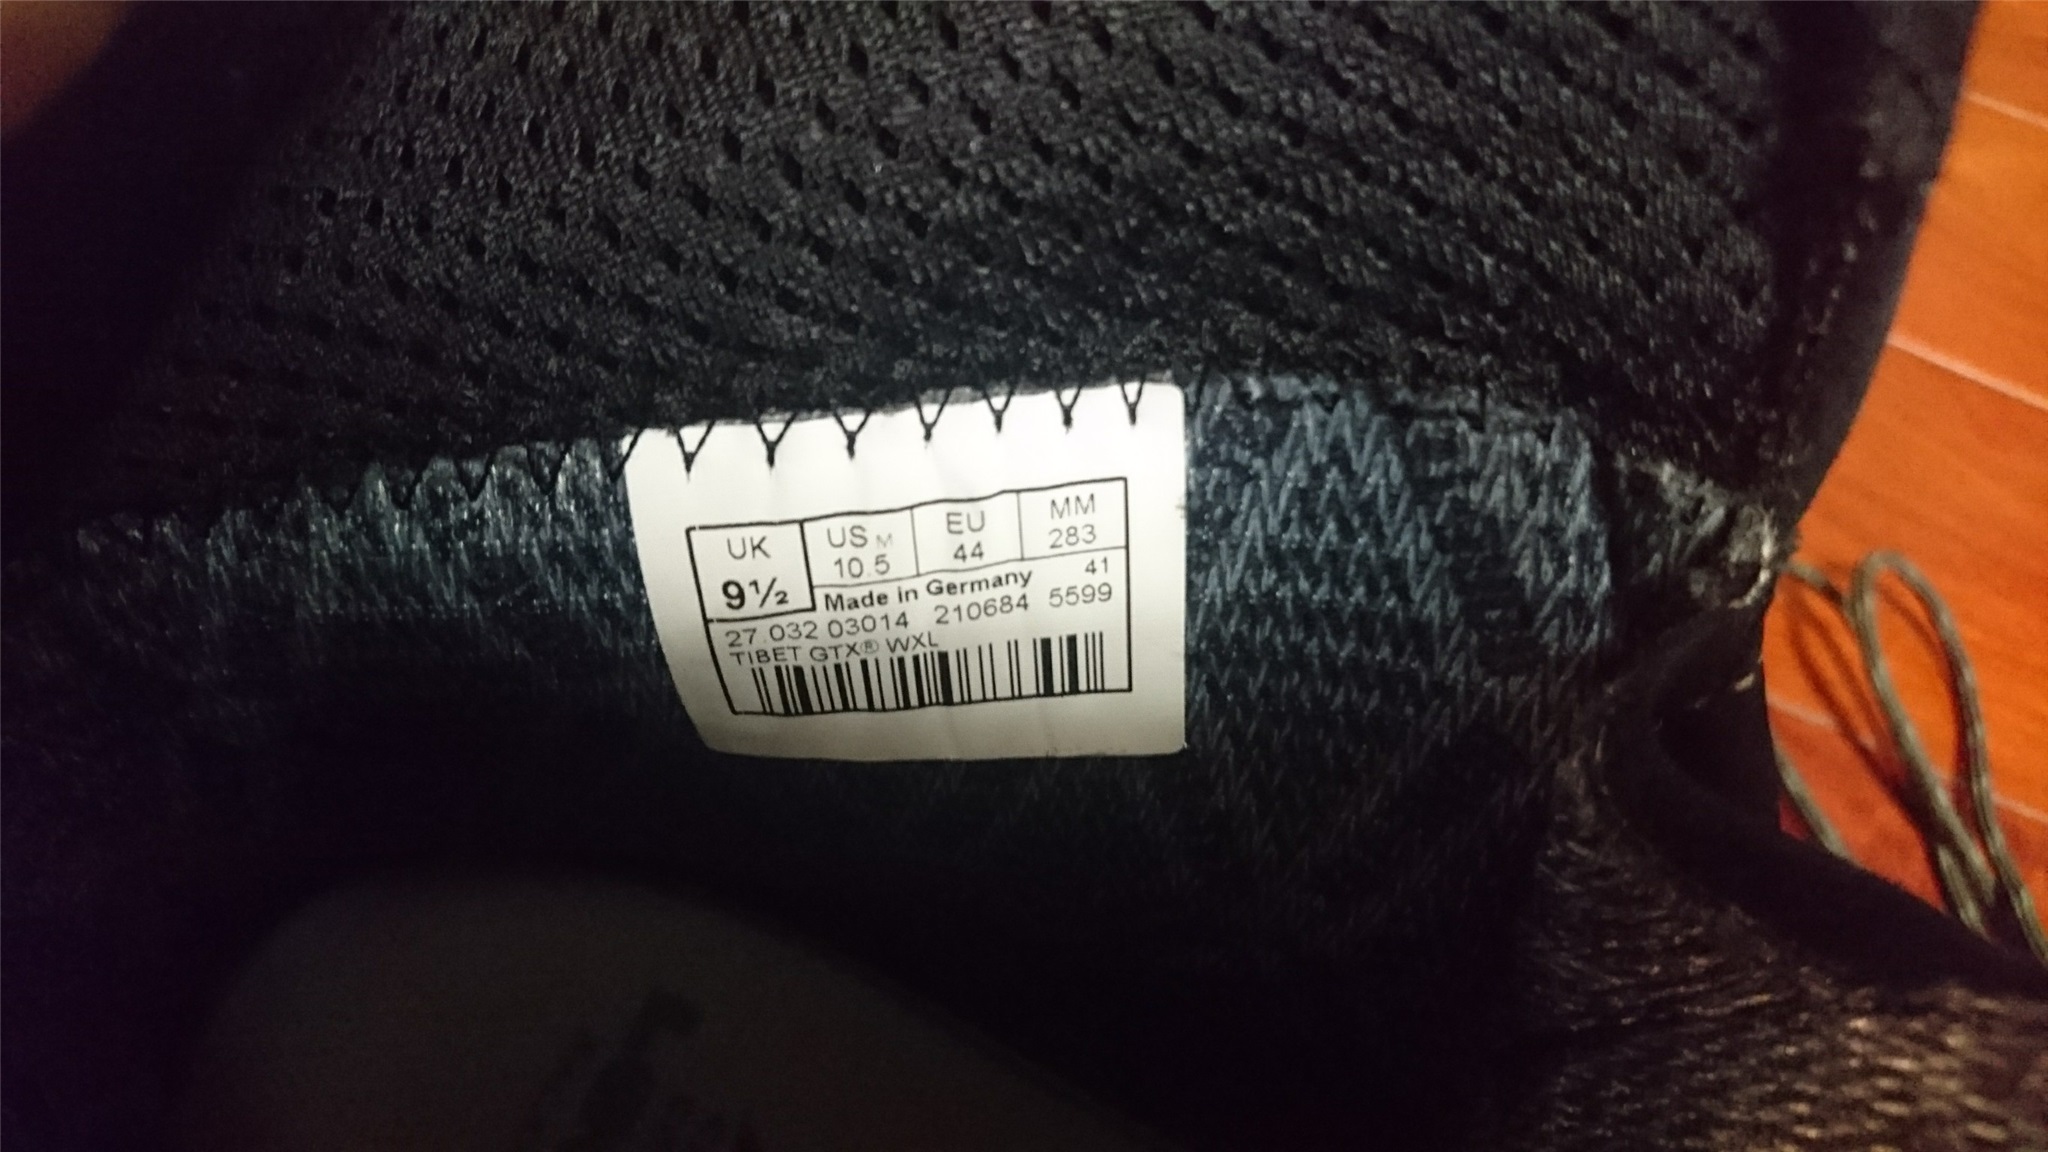 UK US M EU MM
9½ 10.5 44 283
Made in Germany 41
27.032 03014 210684 5599
TIBET GTX® WXL